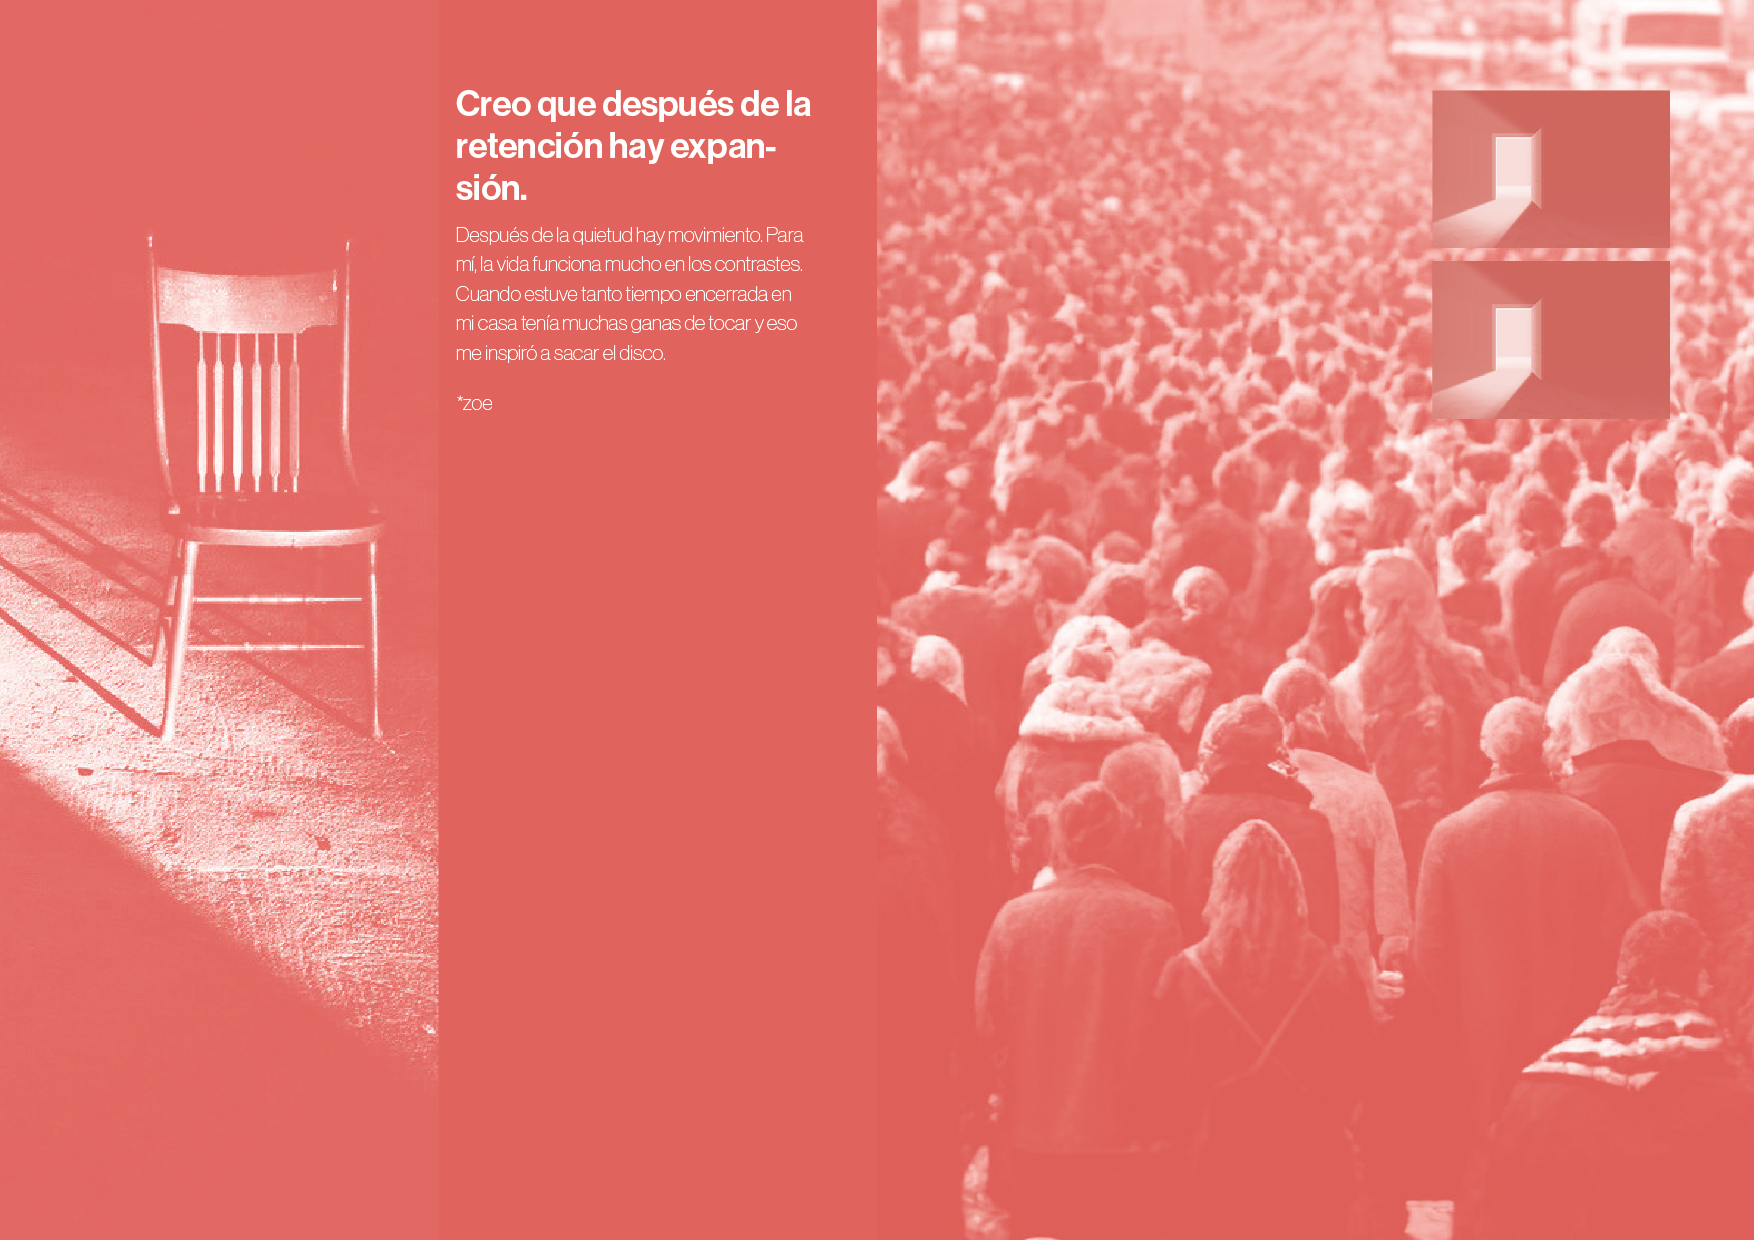 Creo que después de la
retención hay expan-
sión.
Después de la quietud hay movimiento. Para
mí, la vida funciona mucho en los contrastes.
Cuando estuve tanto tiempo encerrada en
mi casa tenía muchas ganas de tocar y eso
me inspiró a sacar el disco.
*zoe